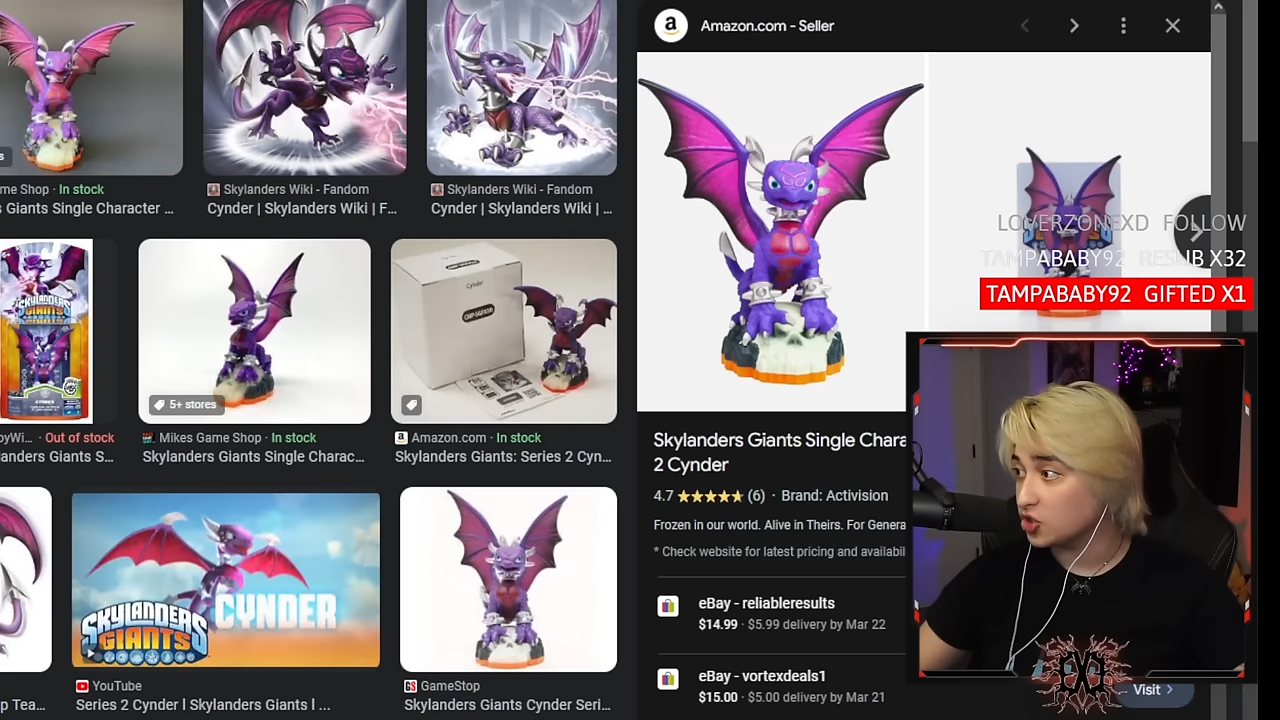 Amazon.com - Seller
s
me Shop · In stock
s Giants Single Character ...
Skylanders Wiki - Fandom
Cynder | Skylanders Wiki | F...
Skylanders Wiki - Fandom
Cynder | Skylanders Wiki | ...
LOVERZONEXD FOLLOW
TAMPABABY92 RESUB X32
TAMPABABY92 GIFTED X1
SKYLANDERS
GIANTS
5+ stores
Cynder
oyWi... · Out of stock
anders Giants S...
Mikes Game Shop · In stock
Skylanders Giants Single Charac...
Amazon.com · In stock
Skylanders Giants: Series 2 Cyn...
Skylanders Giants Single Chara
2 Cynder
4.7 ★★★★★ (6) · Brand: Activision
Frozen in our world. Alive in Theirs. For Genera
* Check website for latest pricing and availabil
eBay - reliableresults
$14.99 · $5.99 delivery by Mar 22
eBay - vortexdeals1
$15.00 · $5.00 delivery by Mar 21
Visit
SKYLANDERS
GIANTS
CYNDER
p Tea...
YouTube
Series 2 Cynder l Skylanders Giants l ...
GameStop
Skylanders Giants Cynder Seri...
EXE